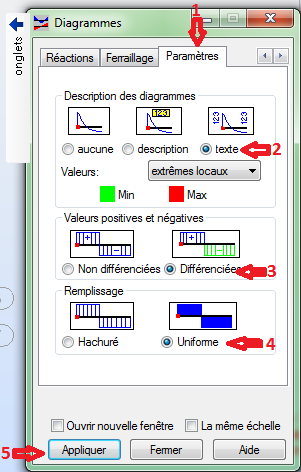 1
Diagrammes
onglets
Réactions Ferraillage Paramètres
Description des diagrammes
123 123 123
aucune description texte 2
Valeurs: extrêmes locaux
Min Max
Valeurs positives et négatives
+ - + -
Non différenciées Différenciées 3
Remplissage
Hachuré Uniforme 4
Ouvrir nouvelle fenêtre La même échelle
5 Appliquer Fermer Aide